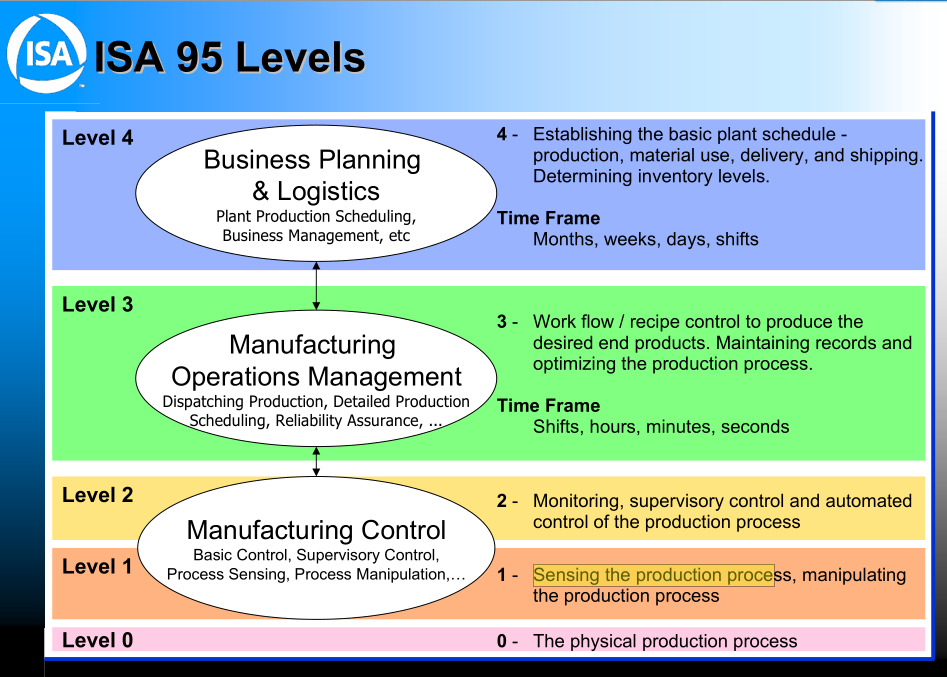 ISA
ISA 95 Levels
Level 4
Business Planning
& Logistics
Plant Production Scheduling,
Business Management, etc
4 - Establishing the basic plant schedule -
production, material use, delivery, and shipping.
Determining inventory levels.
Time Frame
Months, weeks, days, shifts
Level 3
Manufacturing
Operations Management
Dispatching Production, Detailed Production
Scheduling, Reliability Assurance, ...
3 - Work flow / recipe control to produce the
desired end products. Maintaining records and
optimizing the production process.
Time Frame
Shifts, hours, minutes, seconds
Level 2
Manufacturing Control
Basic Control, Supervisory Control,
Process Sensing, Process Manipulation,…
2 - Monitoring, supervisory control and automated
control of the production process
Level 1
1 - Sensing the production process, manipulating
the production process
Level 0
0 - The physical production process